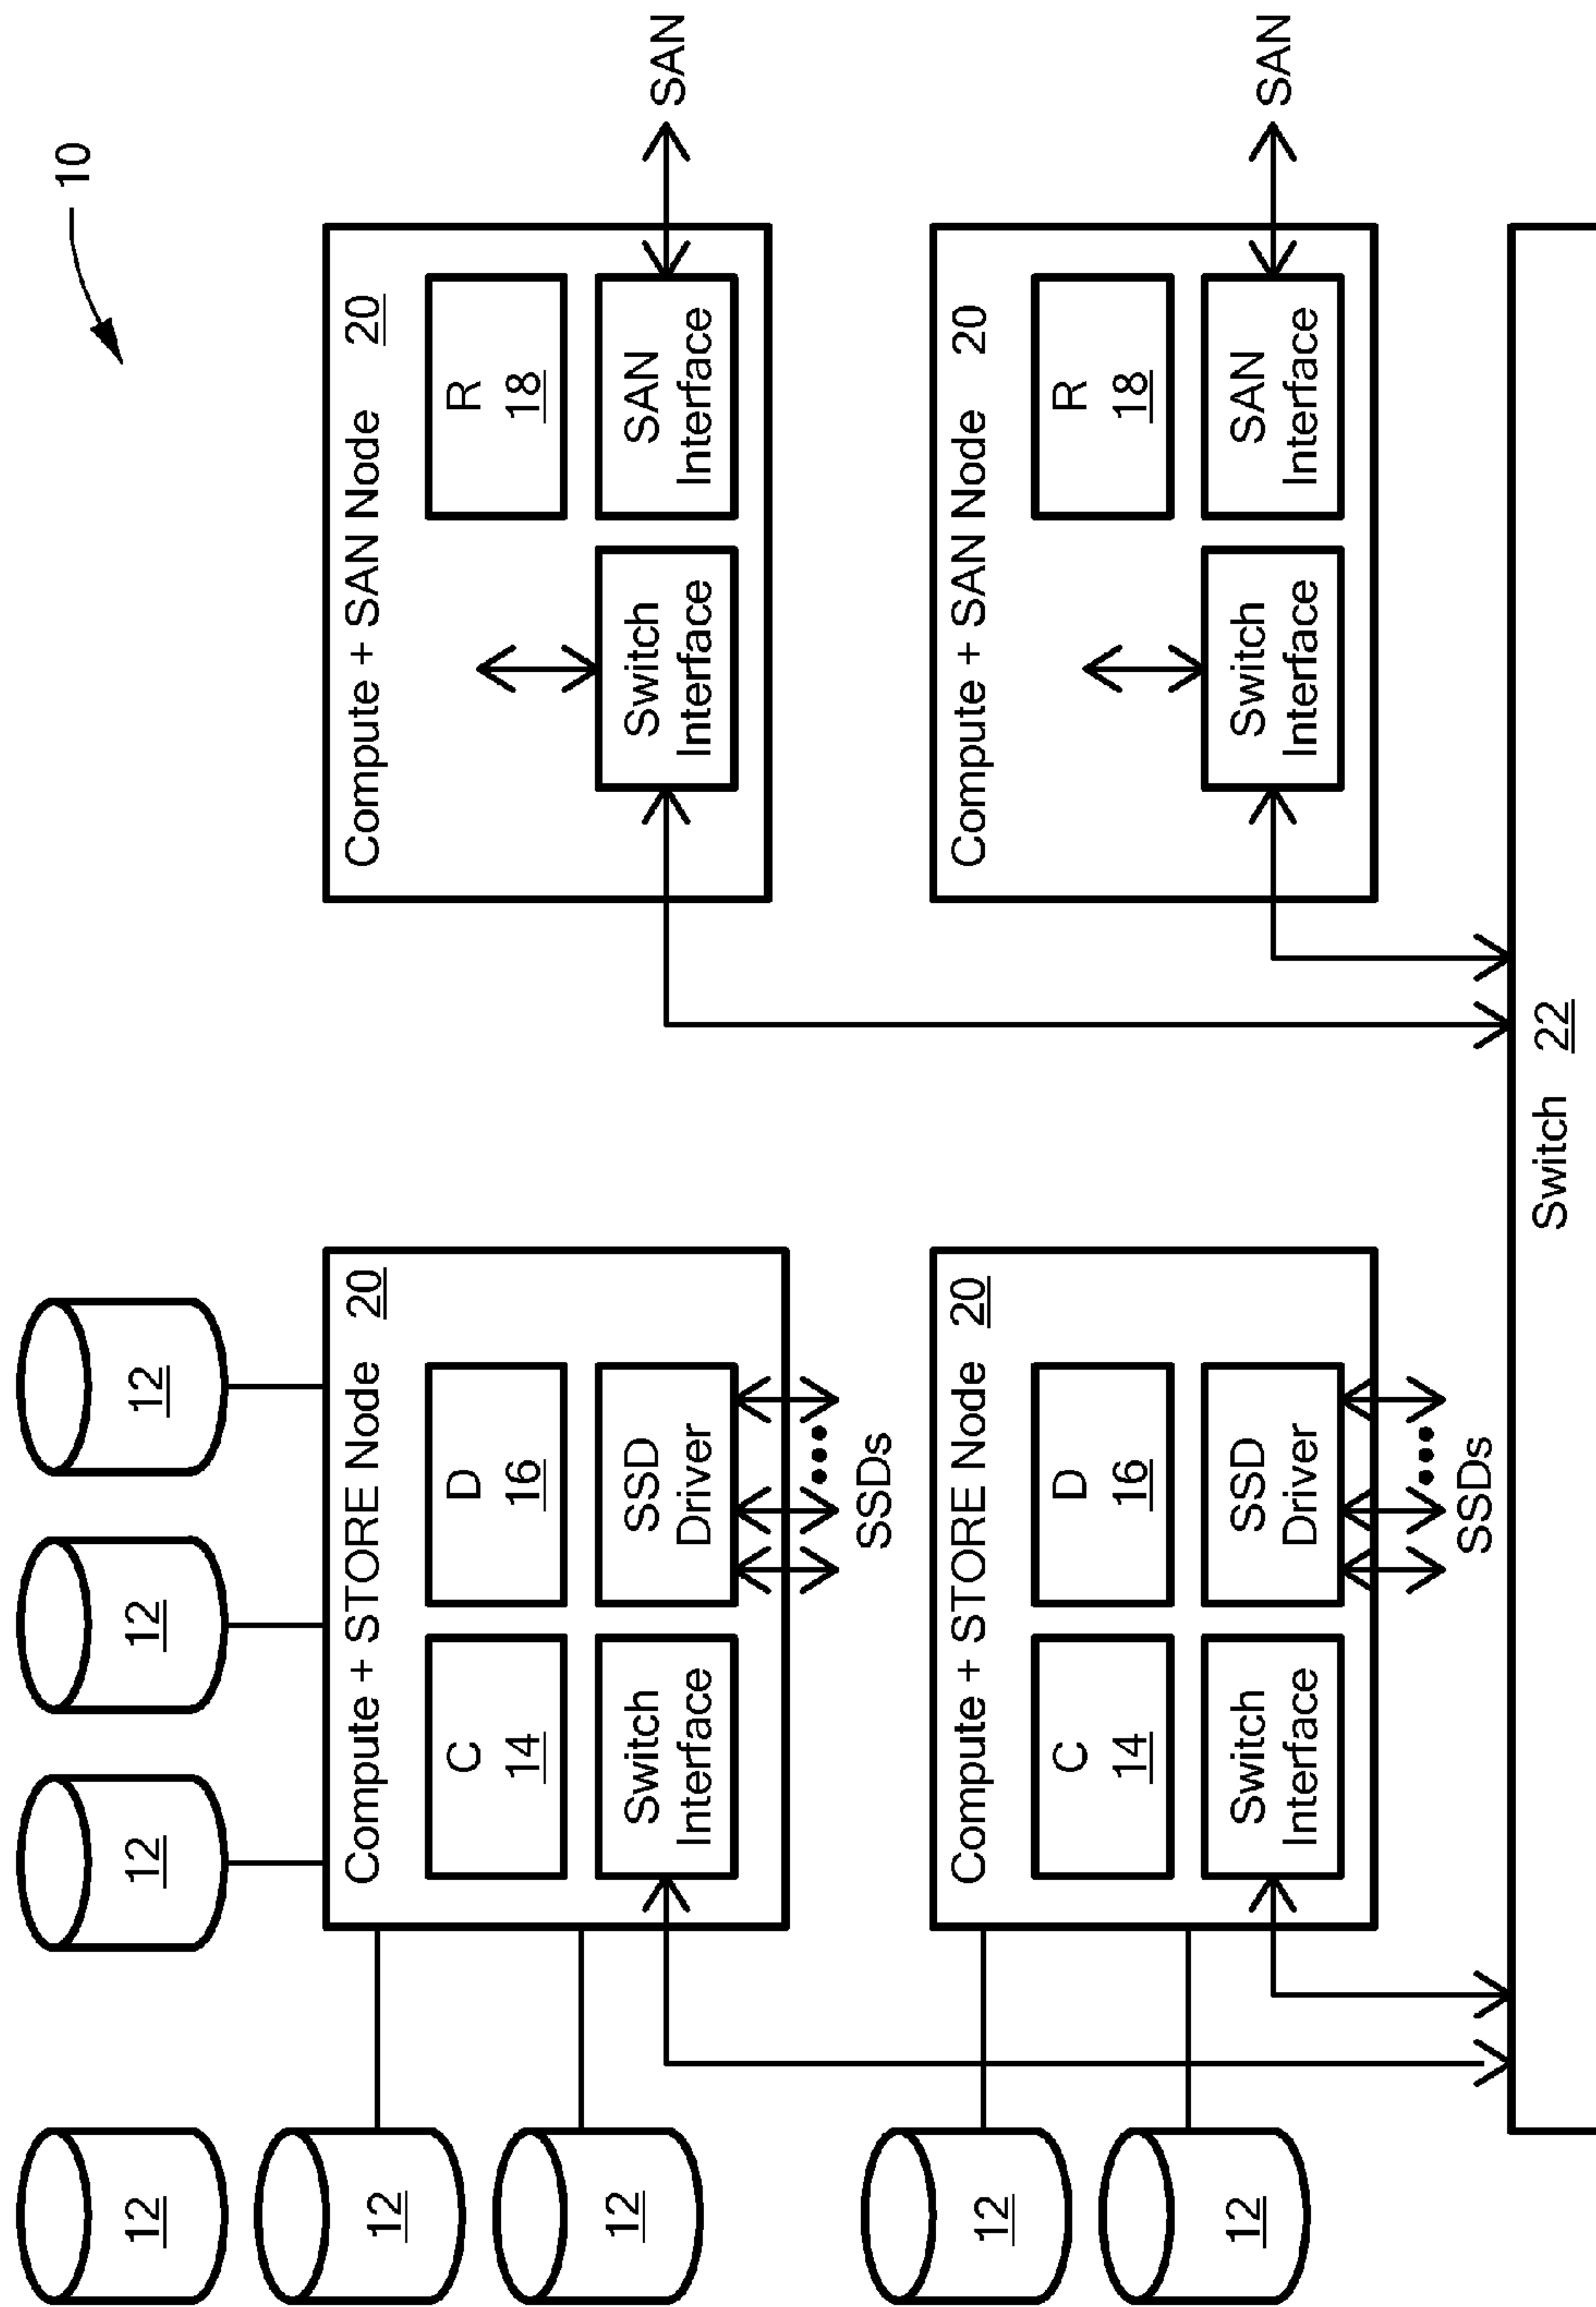 10
12
12
12
12
12
12
Compute + STORE Node 20
C
14
D
16
Switch
Interface
SSD
Driver
SSDs
Compute + SAN Node 20
R
18
Switch
Interface
SAN
Interface
SAN
12
12
Compute + STORE Node 20
C
14
D
16
Switch
Interface
SSD
Driver
SSDs
Compute + SAN Node 20
R
18
Switch
Interface
SAN
Interface
SAN
Switch 22